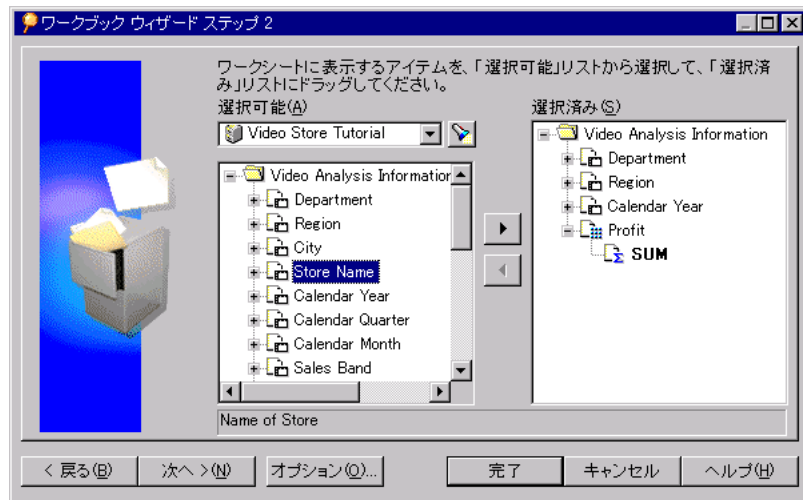 ワークブック ウィザード ステップ 2
ワークシートに表示するアイテムを、「選択可能」リストから選択して、「選択済
み」リストにドラッグしてください。
選択可能(A)
選択済み(S)
Video Store Tutorial
Video Analysis Information
Department
Region
City
Store Name
Calendar Year
Calendar Quarter
Calendar Month
Sales Band
Video Analysis Information
Department
Region
Calendar Year
Profit
SUM
Name of Store
< 戻る(B)
次へ >(N)
オプション(O)...
完了
キャンセル
ヘルプ(H)